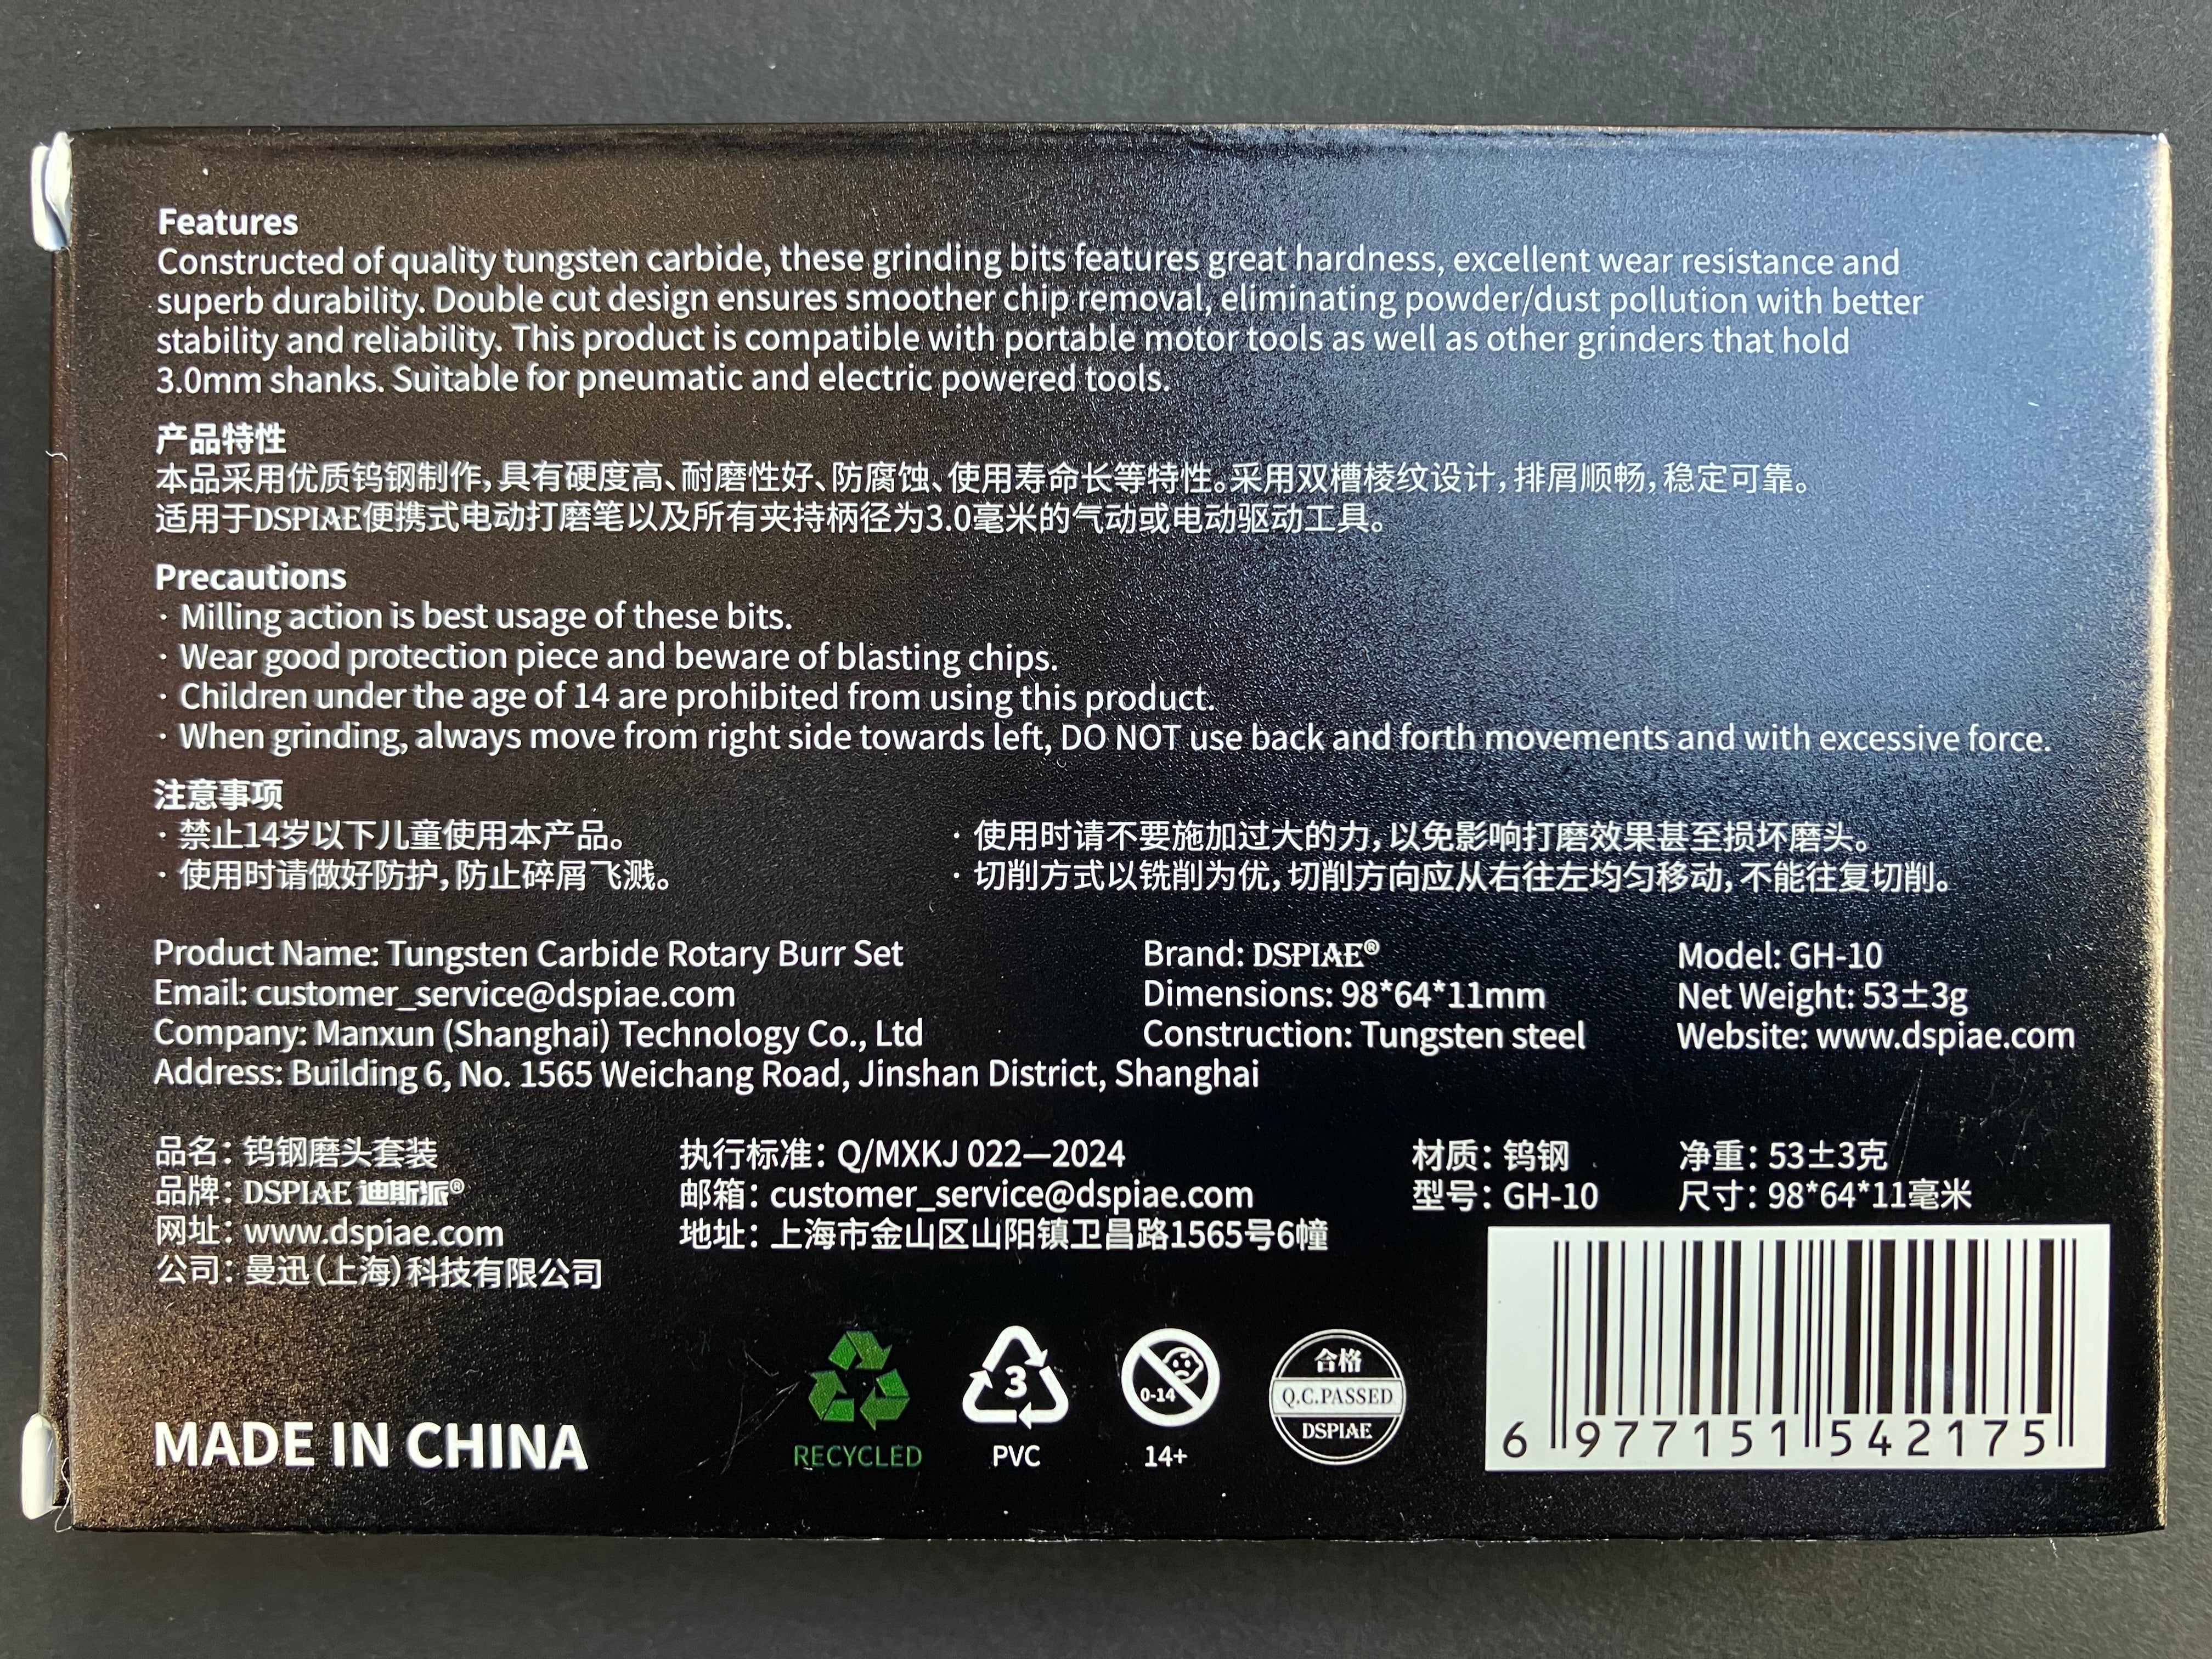 Features
Constructed of quality tungsten carbide, these grinding bits features great hardness, excellent wear resistance and
superb durability. Double cut design ensures smoother chip removal, eliminating powder/dust pollution with better
stability and reliability. This product is compatible with portable motor tools as well as other grinders that hold
3.0mm shanks. Suitable for pneumatic and electric powered tools.
产品特性
本品采用优质钨钢制作，具有硬度高、耐磨性好、防腐蚀、使用寿命长等特性。采用双槽棱纹设计，排屑顺畅，稳定可靠。
适用于DSPIAE便携式电动打磨笔以及所有夹持柄径为3.0毫米的气动或电动驱动工具。
Precautions
· Milling action is best usage of these bits.
· Wear good protection piece and beware of blasting chips.
· Children under the age of 14 are prohibited from using this product.
· When grinding, always move from right side towards left, DO NOT use back and forth movements and with excessive force.
注意事项
· 禁止14岁以下儿童使用本产品。 · 使用时请不要施加过大的力，以免影响打磨效果甚至损坏磨头。
· 使用时请做好防护，防止碎屑飞溅。 · 切削方式以铣削为优，切削方向应从右往左均匀移动，不能往复切削。
Product Name: Tungsten Carbide Rotary Burr Set Brand: DSPIAE® Model: GH-10
Email: customer_service@dspiae.com Dimensions: 98*64*11mm Net Weight: 53±3g
Company: Manxun (Shanghai) Technology Co., Ltd Construction: Tungsten steel Website: www.dspiae.com
Address: Building 6, No. 1565 Weichang Road, Jinshan District, Shanghai
品名：钨钢磨头套装 执行标准：Q/MXKJ 022—2024 材质：钨钢 净重：53±3克
品牌：DSPIAE 迪斯派® 邮箱：customer_service@dspiae.com 型号：GH-10 尺寸：98*64*11毫米
网址：www.dspiae.com 地址：上海市金山区山阳镇卫昌路1565号6幢
公司：曼迅（上海）科技有限公司
MADE IN CHINA
RECYCLED
3
PVC
0-14
14+
合格
Q.C.PASSED
DSPIAE
6 977151 542175